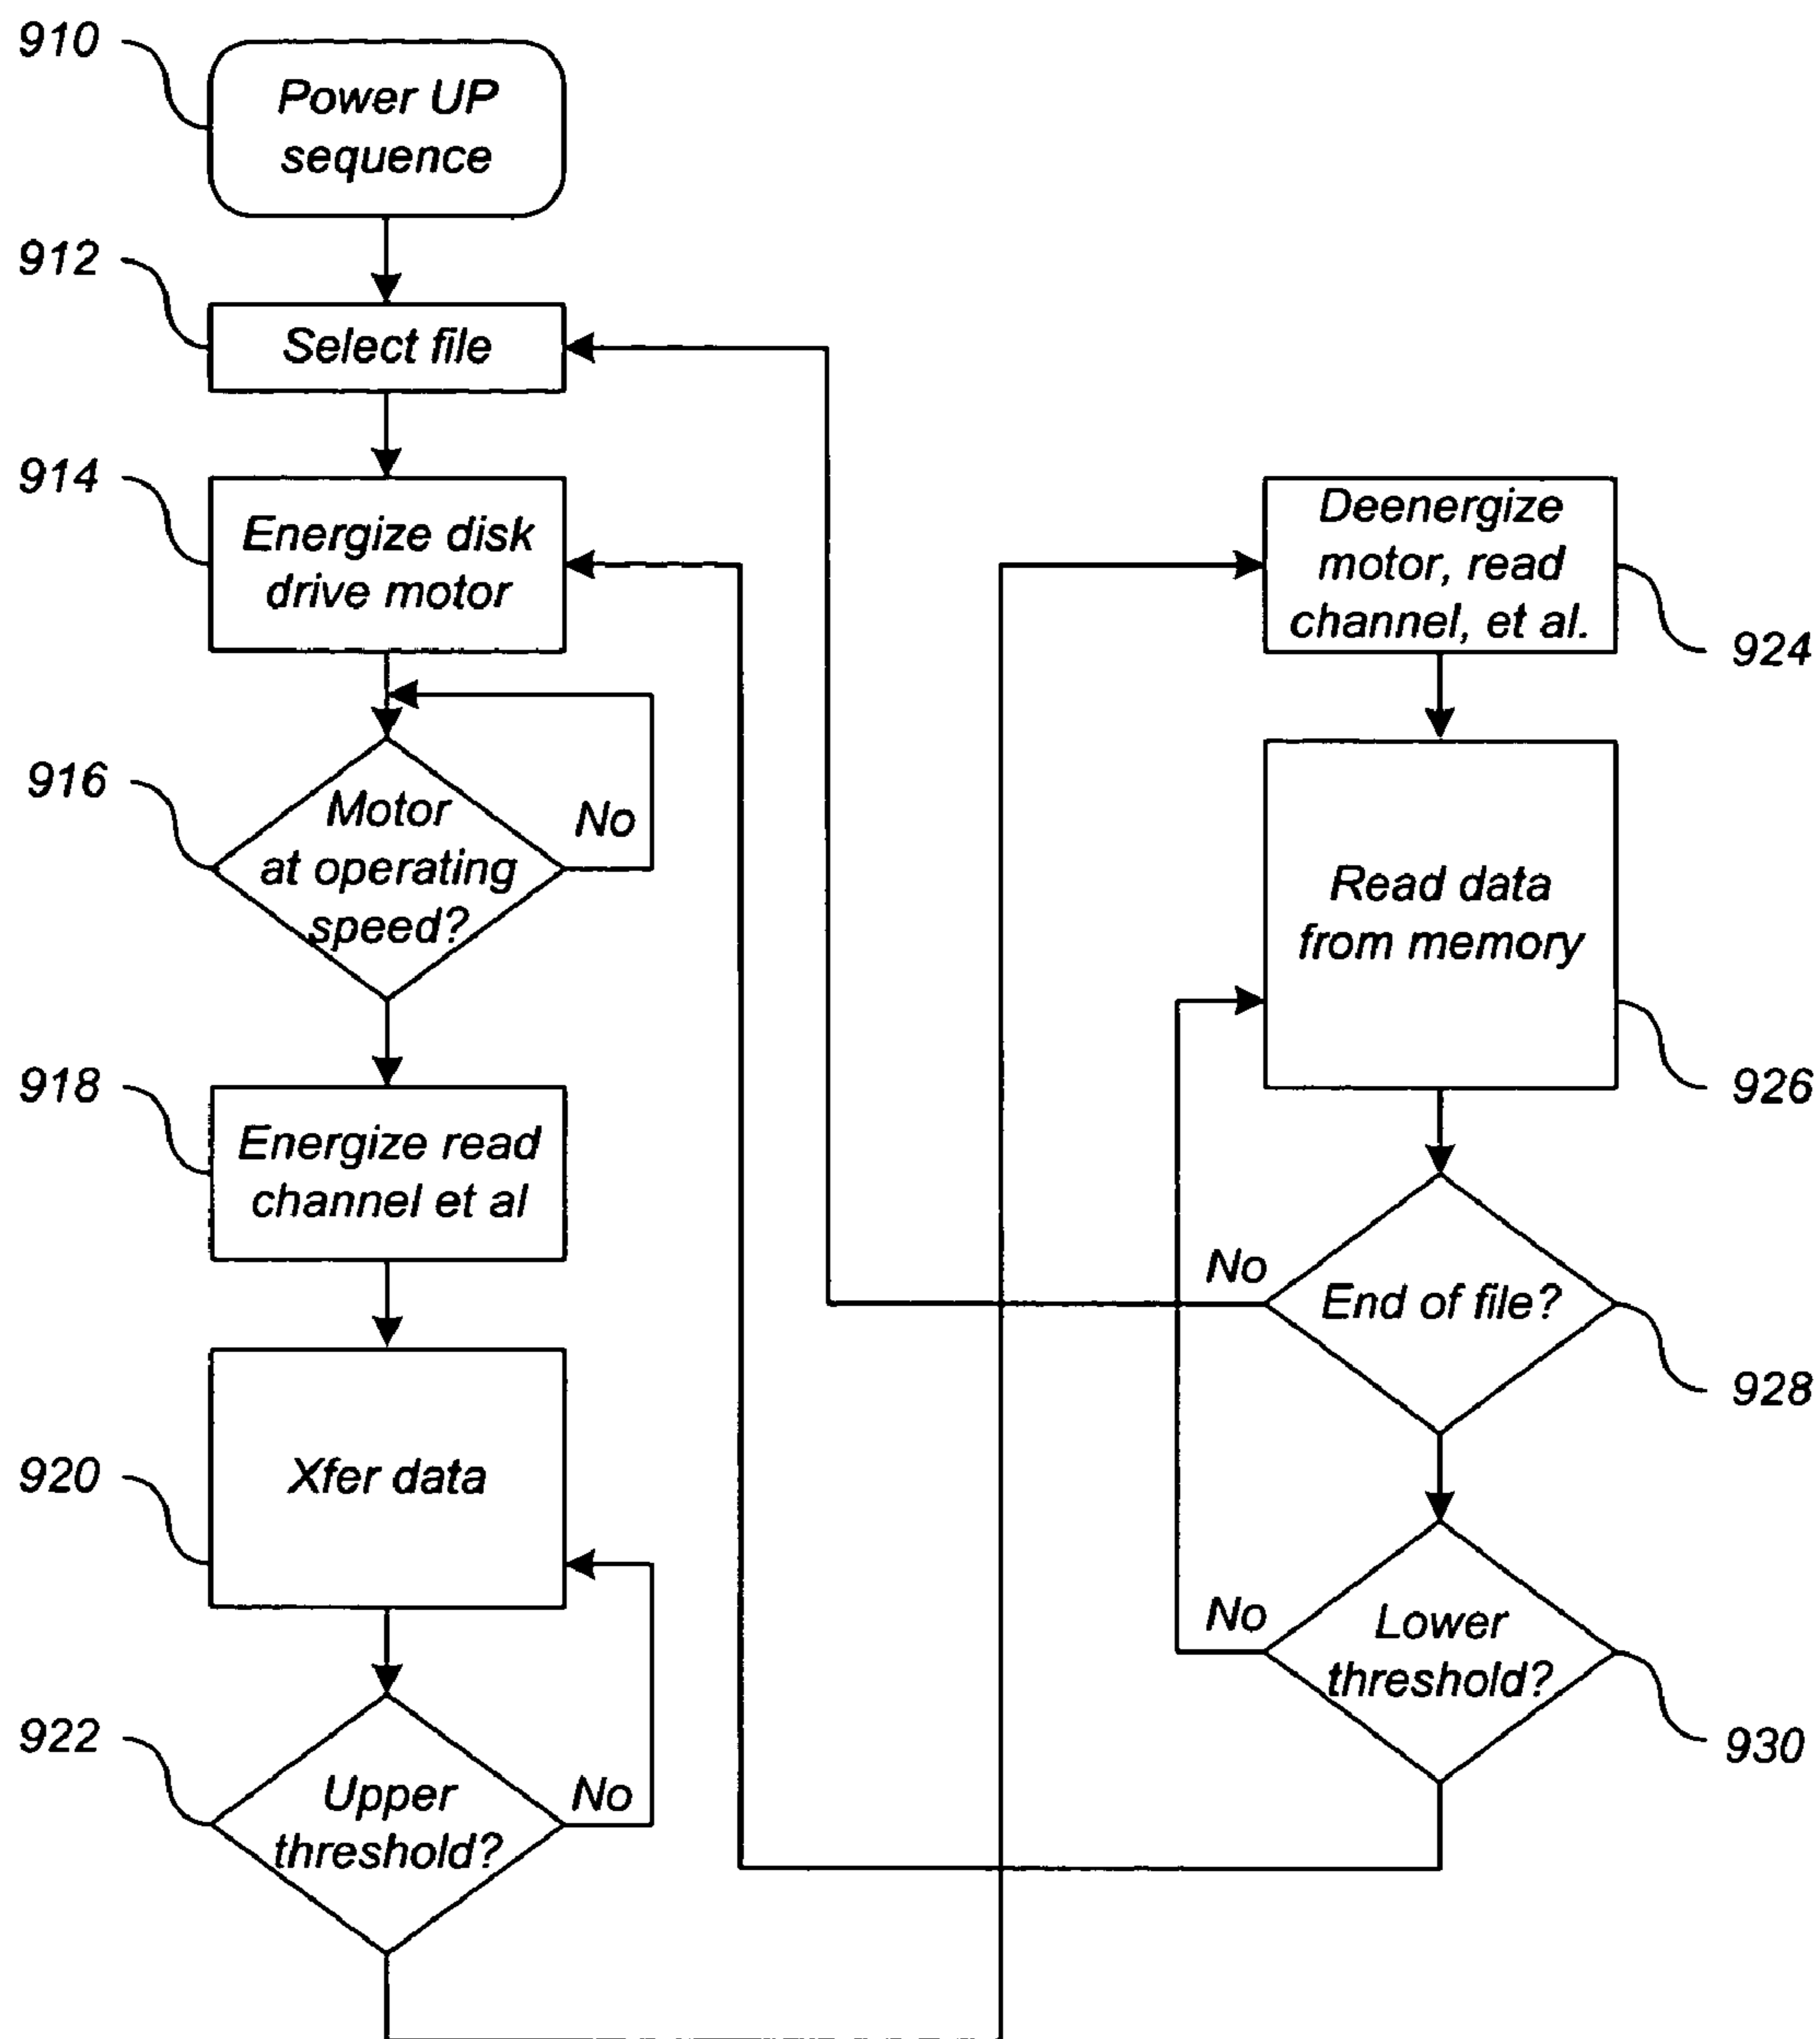 910
Power UP
sequence
912
Select file
914
Energize disk
drive motor
916
Motor
at operating
speed?
No
918
Energize read
channel et al
920
Xfer data
922
Upper
threshold?
No
Deenergize
motor, read
channel, et al.
924
Read data
from memory
926
No
End of file?
928
No
Lower
threshold?
930